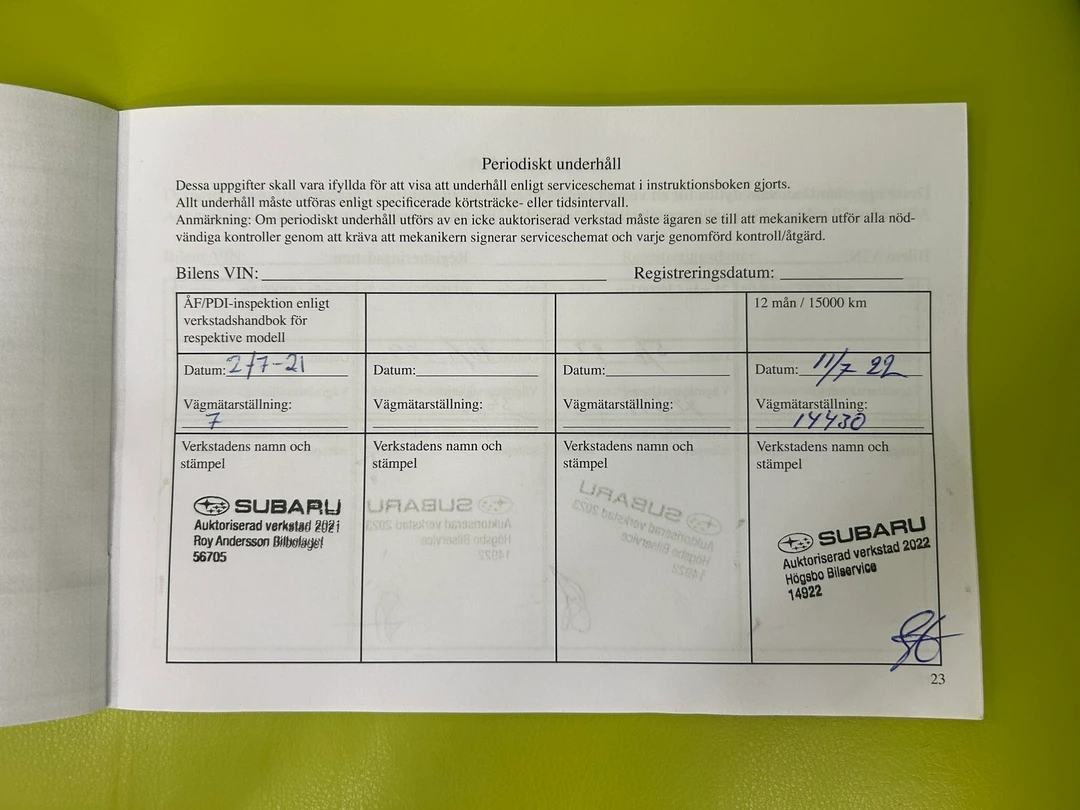 Periodiskt underhåll
Dessa uppgifter skall vara ifyllda för att visa att underhåll enligt serviceschemat i instruktionsboken gjorts.
Allt underhåll måste utföras enligt specificerade körtsträcke- eller tidsintervall.
Anmärkning: Om periodiskt underhåll utförs av en icke auktoriserad verkstad måste ägaren se till att mekanikern utför alla nöd-
vändiga kontroller genom att kräva att mekanikern signerar serviceschemat och varje genomförd kontroll/åtgärd.
Bilens VIN: Registreringsdatum:
ÅF/PDI-inspektion enligt
verkstadshandbok för
respektive modell
12 mån / 15000 km
Datum: 2/7-21
Datum:
Datum:
Datum: 11/7 22
Vägmätarställning:
7
Vägmätarställning:
Vägmätarställning:
Vägmätarställning:
14430
Verkstadens namn och
stämpel
SUBARU
Auktoriserad verkstad 2021
Roy Andersson Bilbolaget
56705
Verkstadens namn och
stämpel
Verkstadens namn och
stämpel
Verkstadens namn och
stämpel
SUBARU
Auktoriserad verkstad 2022
Högsbo Bilservice
14922
23